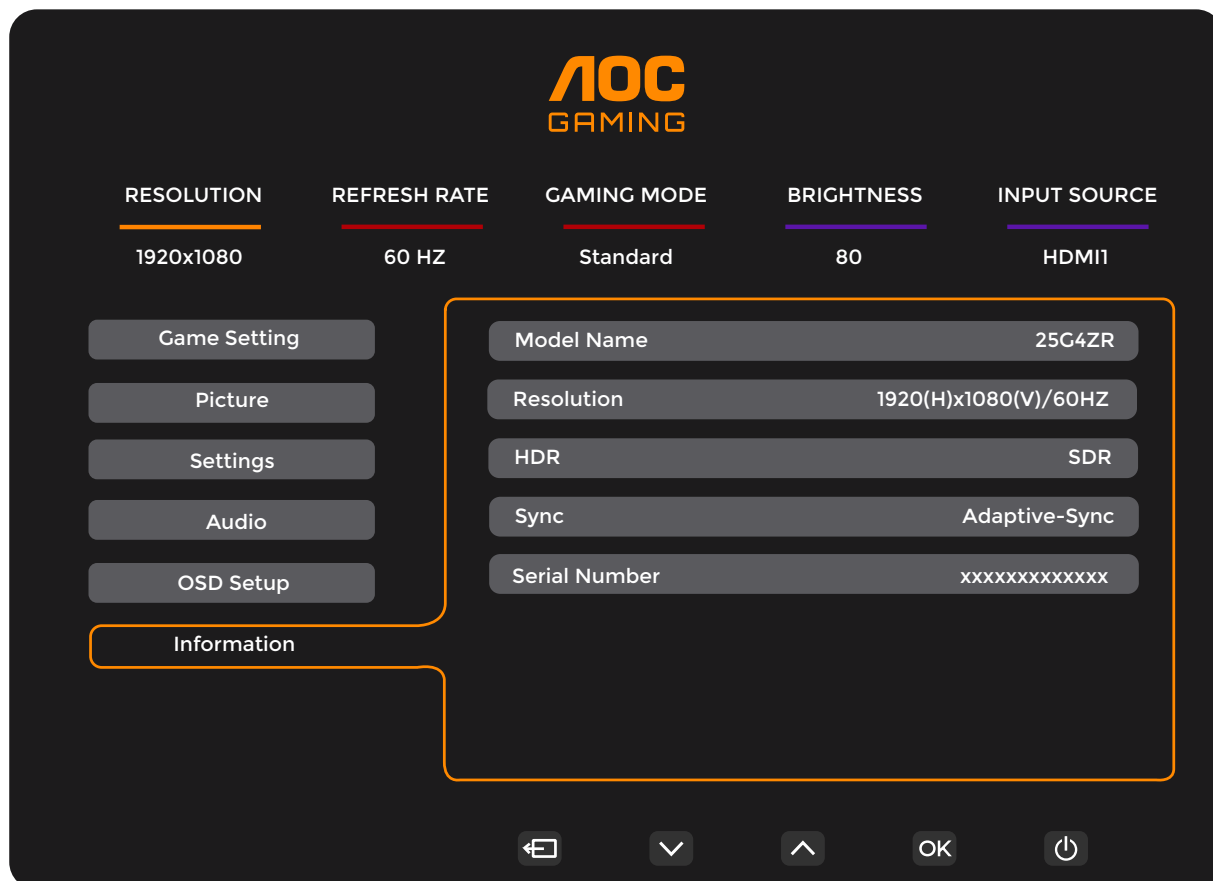 AOC
GAMING
RESOLUTION REFRESH RATE GAMING MODE BRIGHTNESS INPUT SOURCE
1920x1080 60 HZ Standard 80 HDMI1
Game Setting
Picture
Settings
Audio
OSD Setup
Information
Model Name 25G4ZR
Resolution 1920(H)x1080(V)/60HZ
HDR SDR
Sync Adaptive-Sync
Serial Number xxxxxxxxxxxxx
OK